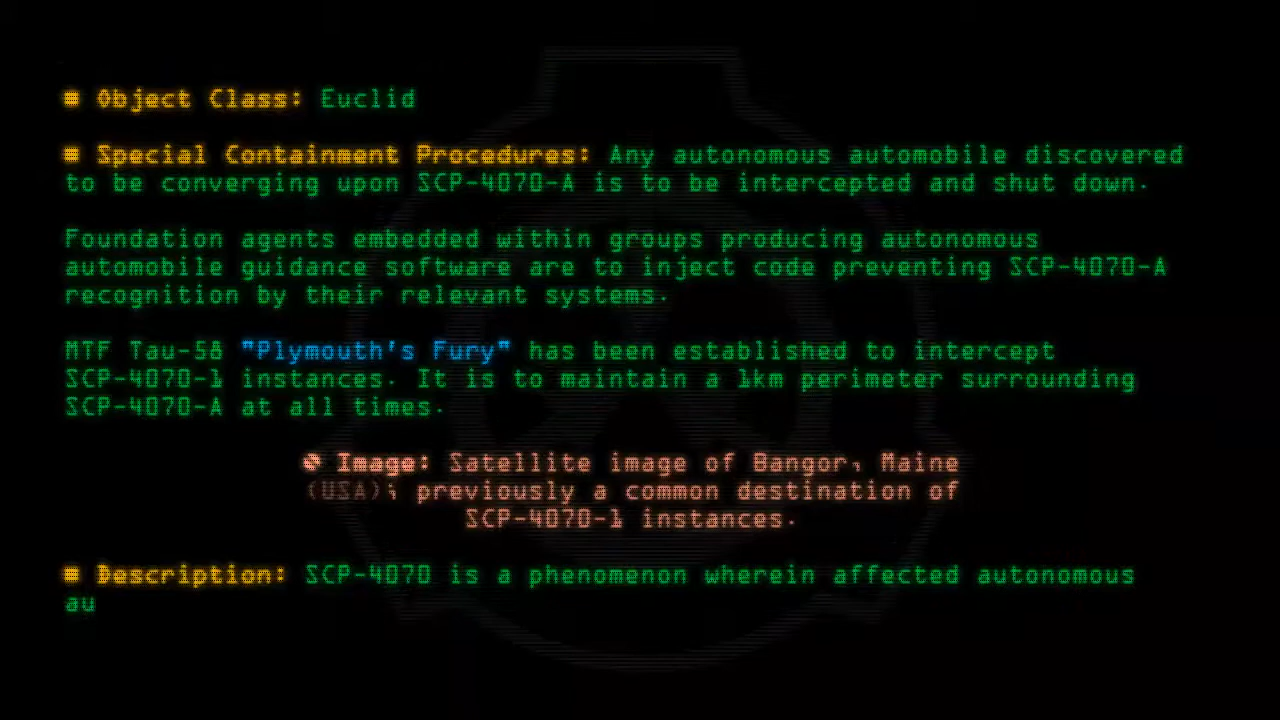 ■ Object Class: Euclid
■ Special Containment Procedures: Any autonomous automobile discovered
to be converging upon SCP-4070-A is to be intercepted and shut down.
Foundation agents embedded within groups producing autonomous
automobile guidance software are to inject code preventing SCP-4070-A
recognition by their relevant systems.
MTF Tau-58 "Plymouth's Fury" has been established to intercept
SCP-4070-1 instances. It is to maintain a 1km perimeter surrounding
SCP-4070-A at all times.
● Image: Satellite image of Bangor, Maine
(USA); previously a common destination of
SCP-4070-1 instances.
■ Description: SCP-4070 is a phenomenon wherein affected autonomous
au